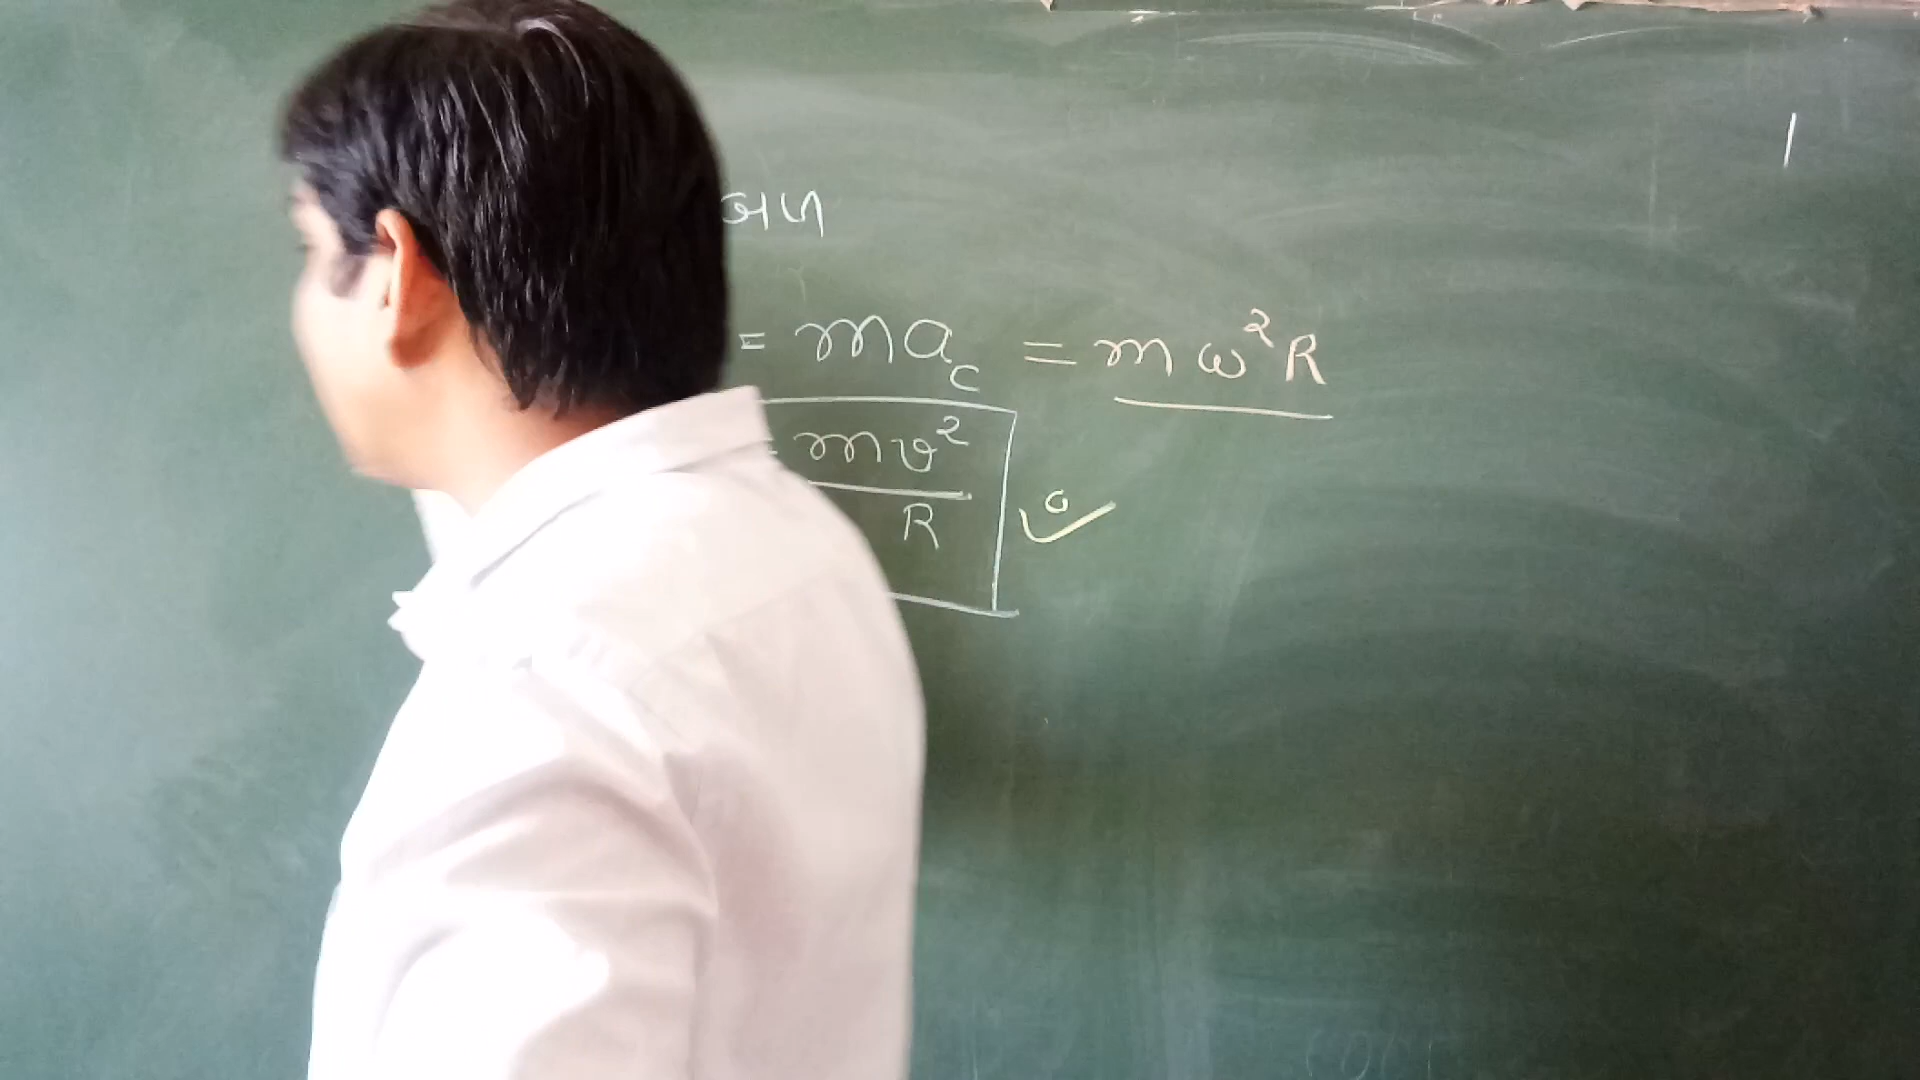 બળ
= ma_c = mω²R
= mv²/R